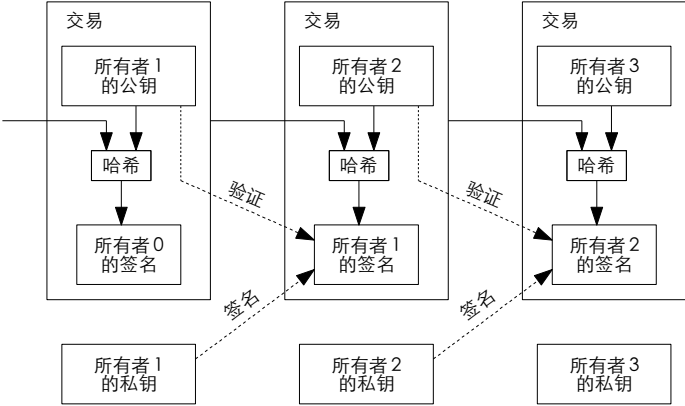 交易
交易
交易
所有者1
的公钥
所有者2
的公钥
所有者3
的公钥
哈希
哈希
哈希
验证
验证
所有者0
的签名
所有者1
的签名
所有者2
的签名
签名
签名
所有者1
的私钥
所有者2
的私钥
所有者3
的私钥